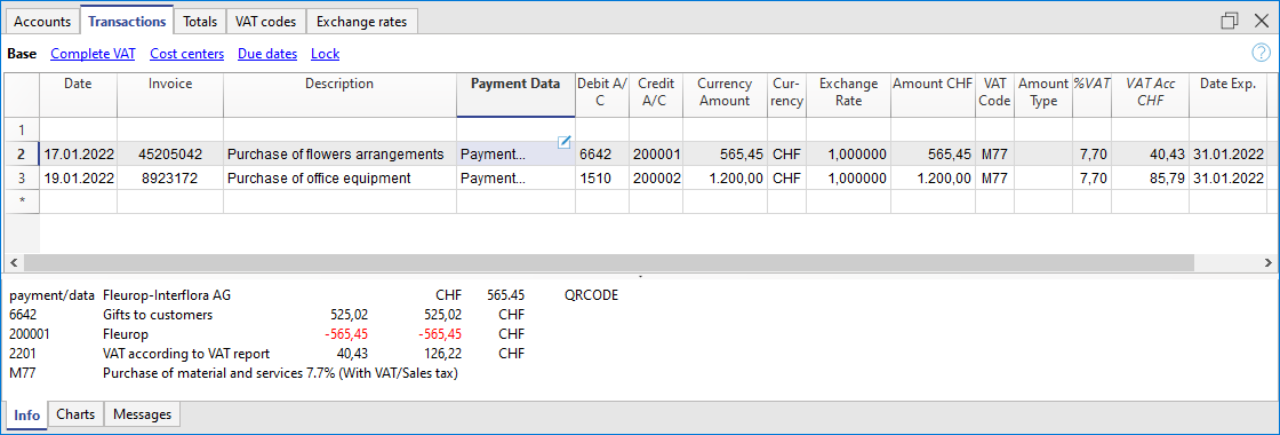 Accounts Transactions Totals VAT codes Exchange rates
Base Complete VAT Cost centers Due dates Lock ?
Date Invoice Description Payment Data Debit A/ Credit Currency Cur- Exchange Amount CHF VAT Amount %VAT VAT Acc Date Exp.
C A/C Amount rency Rate Code Type CHF
1
2 17.01.2022 45205042 Purchase of flowers arrangements Payment... 6642 200001 565,45 CHF 1,000000 565,45 M77 7,70 40,43 31.01.2022
3 19.01.2022 8923172 Purchase of office equipment Payment... 1510 200002 1.200,00 CHF 1,000000 1.200,00 M77 7,70 85,79 31.01.2022
*
payment/data Fleurop-Interflora AG CHF 565.45 QRCODE
6642 Gifts to customers 525,02 525,02 CHF
200001 Fleurop -565,45 -565,45 CHF
2201 VAT according to VAT report 40,43 126,22 CHF
M77 Purchase of material and services 7.7% (With VAT/Sales tax)
Info Charts Messages